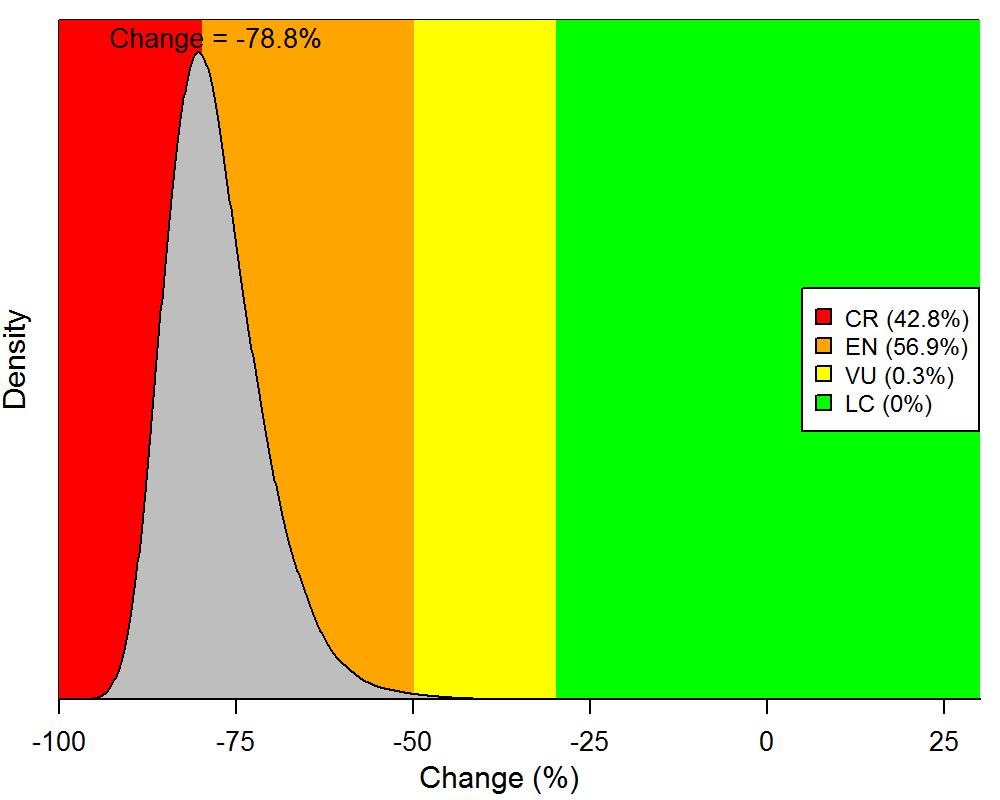 Change = -78.8%
Density
CR (42.8%)
EN (56.9%)
VU (0.3%)
LC (0%)
-100 -75 -50 -25 0 25
Change (%)